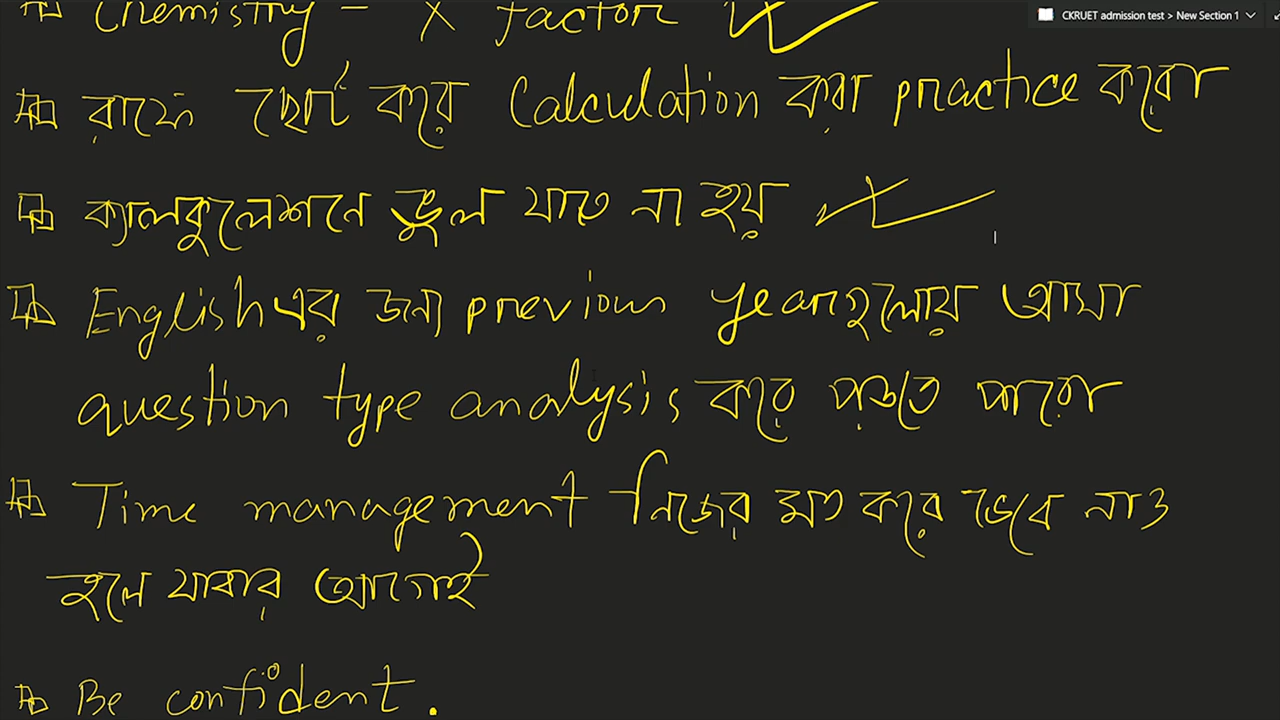 CKRUET admission test > New Section 1
Chemistry - X factor
রাফে ছোট করে Calculation করা practice করো
ক্যালকুলেশনে ভুল যাতে না হয়
English এর জন্য previous year গুলোয় আসা
question type analysis করে পড়তে পারো
Time management নিজের মত করে ভেবে নাও
হলে যাবার আগেই
Be confident.